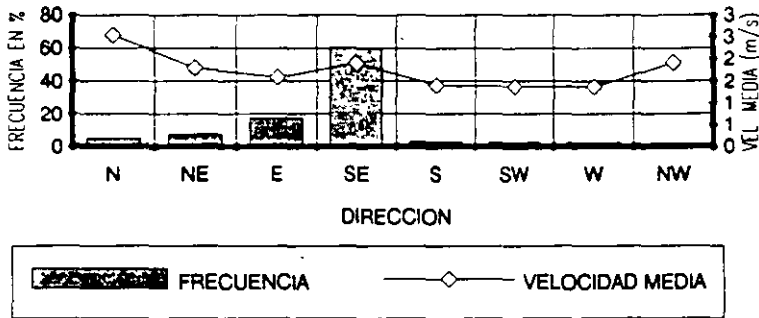 FRECUENCIA EN %
80
60
40
20
0
3
3
2
2
1
1
0
VEL MEDIA (m/s)
N NE E SE S SW W NW
DIRECCION
FRECUENCIA VELOCIDAD MEDIA